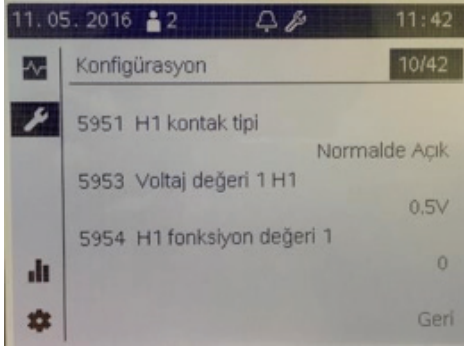 11.05.2016 2 11:42
Konfigürasyon 10/42
5951 H1 kontak tipi
Normalde Açık
5953 Voltaj değeri 1 H1
0,5V
5954 H1 fonksiyon değeri 1
0
Geri